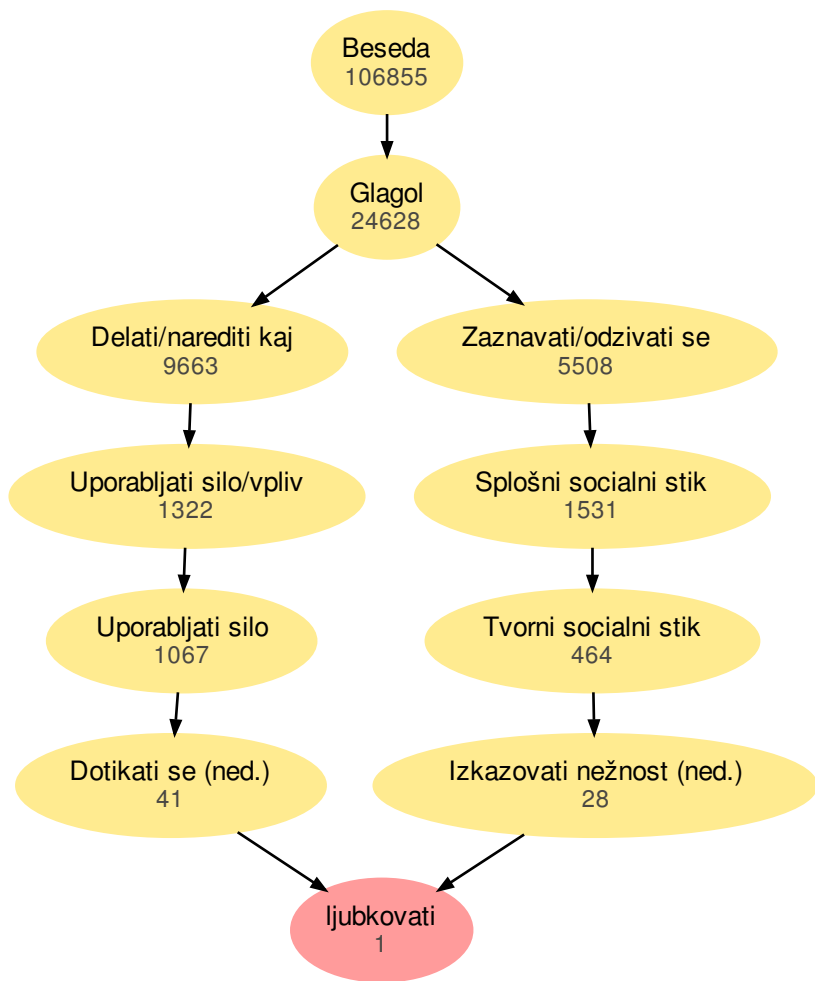 Beseda
106855
Glagol
24628
Delati/narediti kaj
9663
Zaznavati/odzivati se
5508
Uporabljati silo/vpliv
1322
Splošni socialni stik
1531
Uporabljati silo
1067
Tvorni socialni stik
464
Dotikati se (ned.)
41
Izkazovati nežnost (ned.)
28
ljubkovati
1